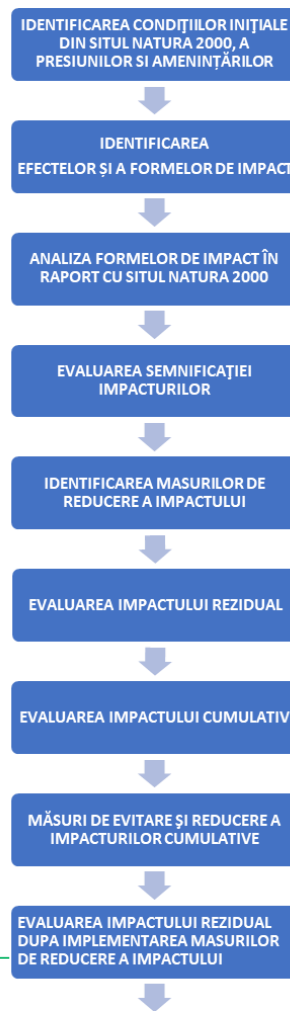 IDENTIFICAREA CONDIȚIILOR INIȚIALE
DIN SITUL NATURA 2000, A
PRESIUNILOR SI AMENINȚĂRILOR
IDENTIFICAREA
EFECTELOR ȘI A FORMELOR DE IMPACT
ANALIZA FORMELOR DE IMPACT ÎN
RAPORT CU SITUL NATURA 2000
EVALUAREA SEMNIFICAŢIEI
IMPACTURILOR
IDENTIFICAREA MASURILOR DE
REDUCERE A IMPACTULUI
EVALUAREA IMPACTULUI REZIDUAL
EVALUAREA IMPACTULUI CUMULATIV
MĂSURI DE EVITARE ŞI REDUCERE A
IMPACTURILOR CUMULATIVE
EVALUAREA IMPACTULUI REZIDUAL
DUPA IMPLEMENTAREA MASURILOR
DE REDUCERE A IMPACTULUI